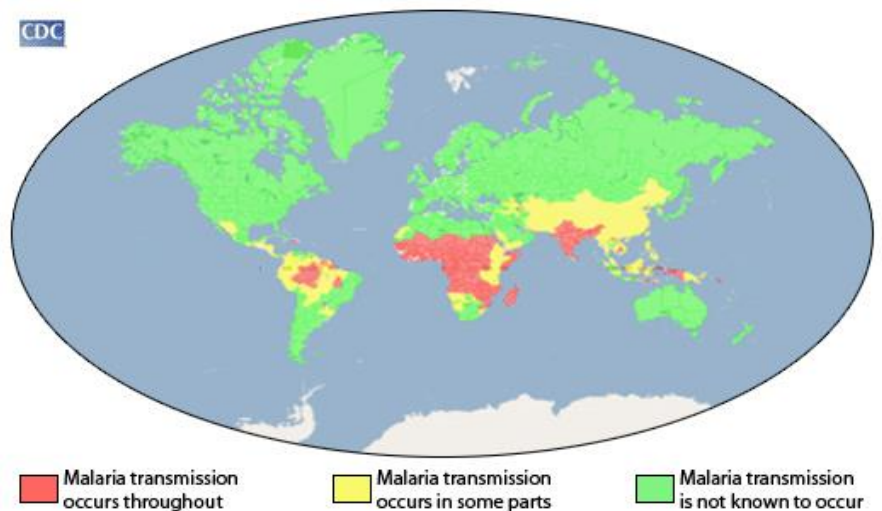 CDC
Malaria transmission
occurs throughout
Malaria transmission
occurs in some parts
Malaria transmission
is not known to occur